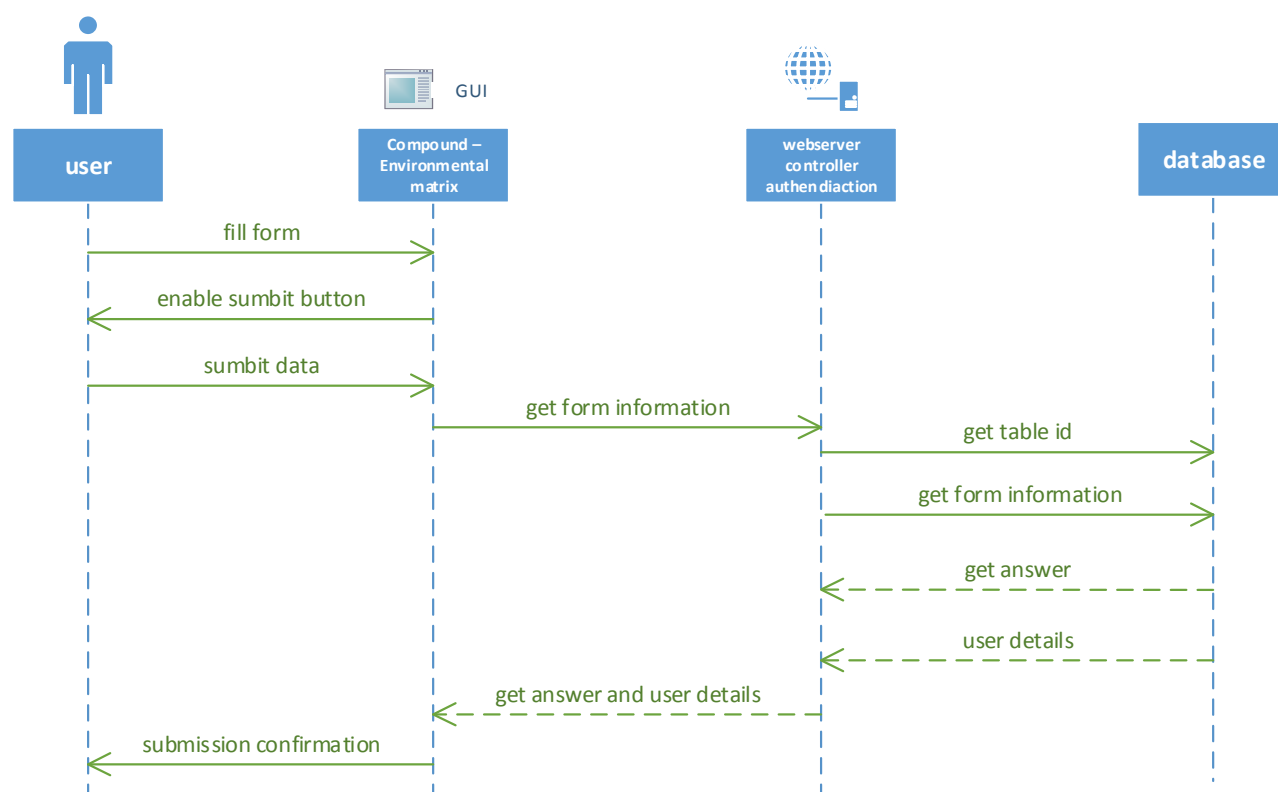 GUI
user
Compound –
Environmental
matrix
webserver
controller
authendiaction
database
fill form
enable sumbit button
sumbit data
get form information
get table id
get form information
get answer
user details
get answer and user details
submission confirmation